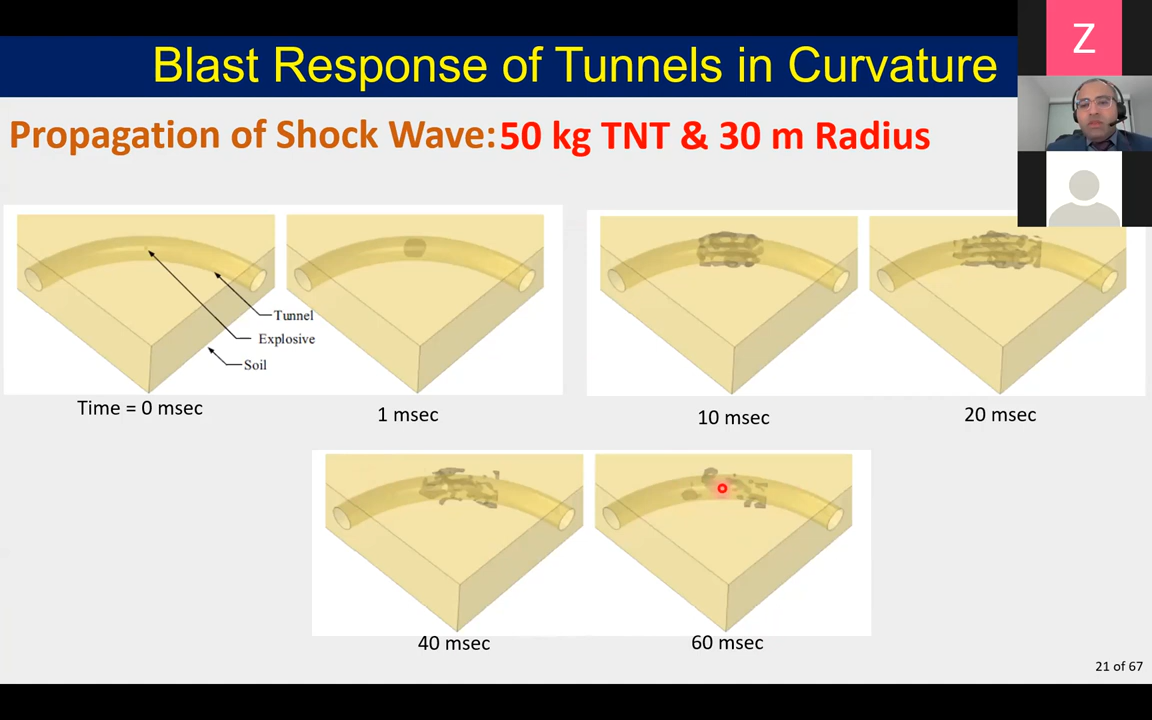 Blast Response of Tunnels in Curvature
Z
Propagation of Shock Wave: 50 kg TNT & 30 m Radius
Tunnel
Explosive
Soil
Time = 0 msec
1 msec
10 msec
20 msec
40 msec
60 msec
21 of 67